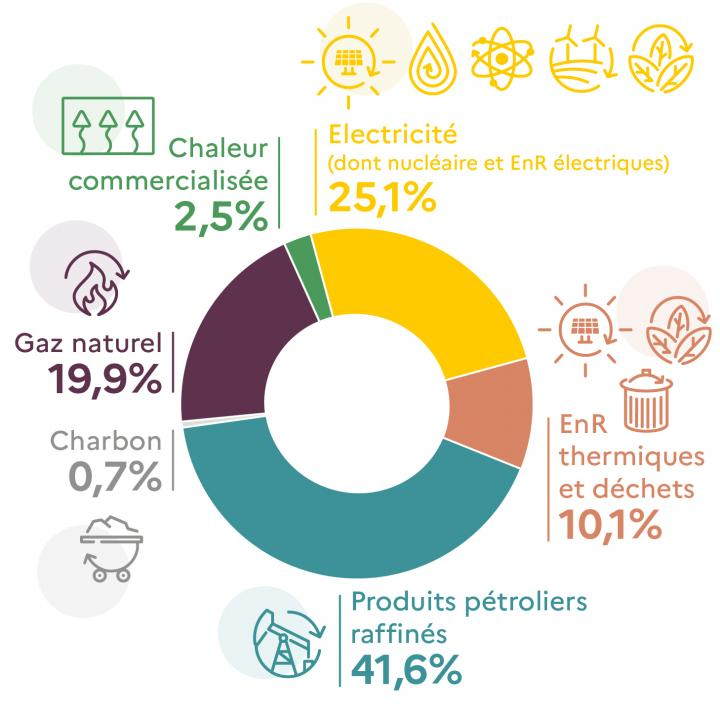 Electricité
(dont nucléaire et EnR électriques)
25,1%
Chaleur
commercialisée
2,5%
Gaz naturel
19,9%
Charbon
0,7%
EnR
thermiques
et déchets
10,1%
Produits pétroliers
raffinés
41,6%